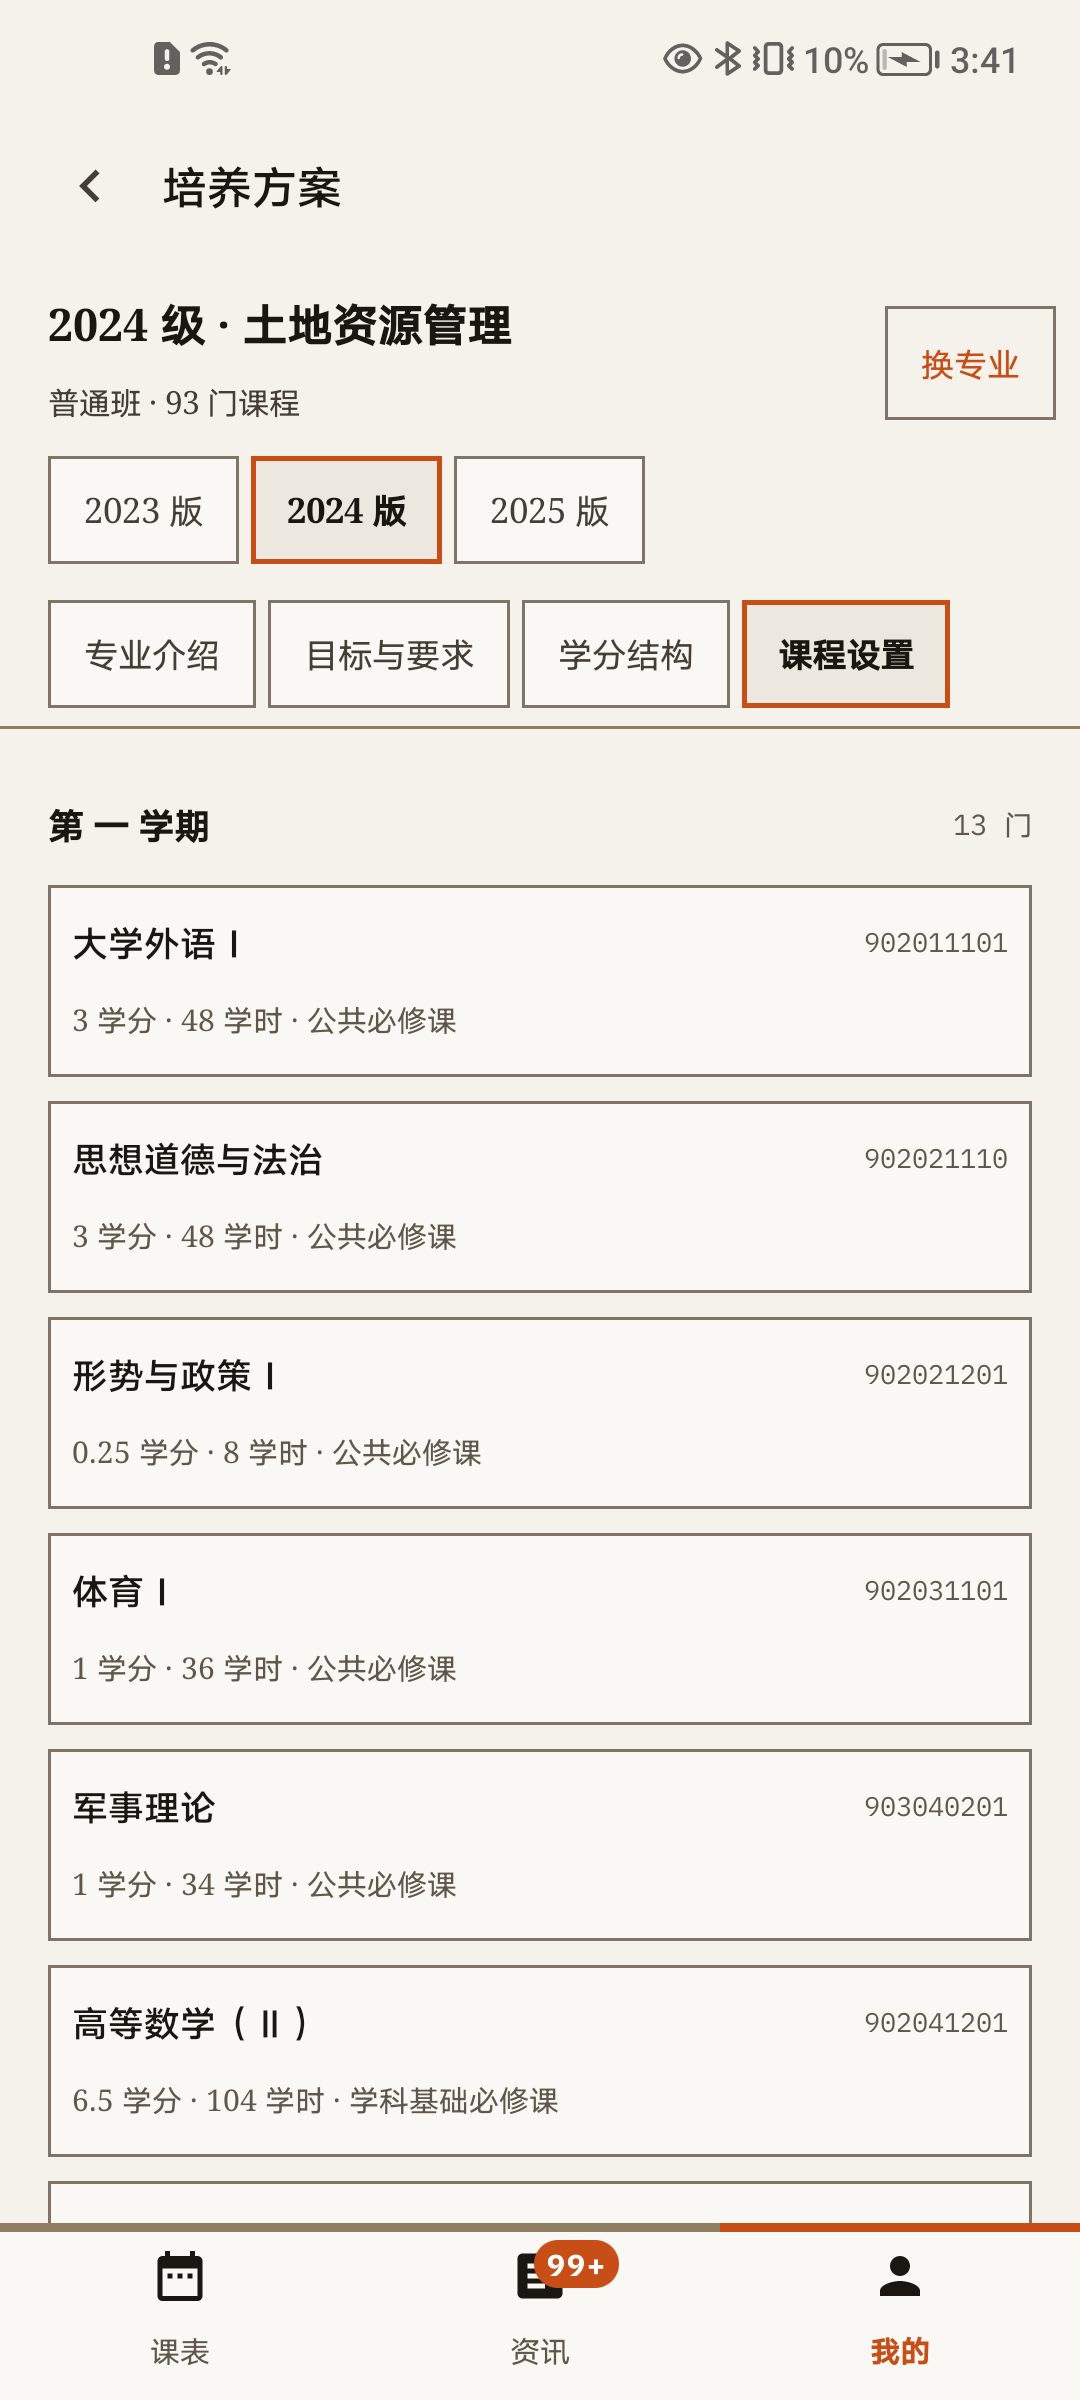 10% 3:41
培养方案
2024 级 · 土地资源管理
换专业
普通班 · 93 门课程
2023 版 2024 版 2025 版
专业介绍 目标与要求 学分结构 课程设置
第 一 学期 13 门
大学外语 Ⅰ 902011101
3 学分 · 48 学时 · 公共必修课
思想道德与法治 902021110
3 学分 · 48 学时 · 公共必修课
形势与政策 Ⅰ 902021201
0.25 学分 · 8 学时 · 公共必修课
体育 Ⅰ 902031101
1 学分 · 36 学时 · 公共必修课
军事理论 903040201
1 学分 · 34 学时 · 公共必修课
高等数学（Ⅱ） 902041201
6.5 学分 · 104 学时 · 学科基础必修课
99+
课表 资讯 我的